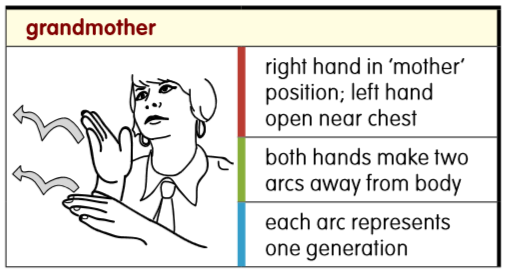 grandmother
right hand in 'mother'
position; left hand
open near chest
both hands make two
arcs away from body
each arc represents
one generation